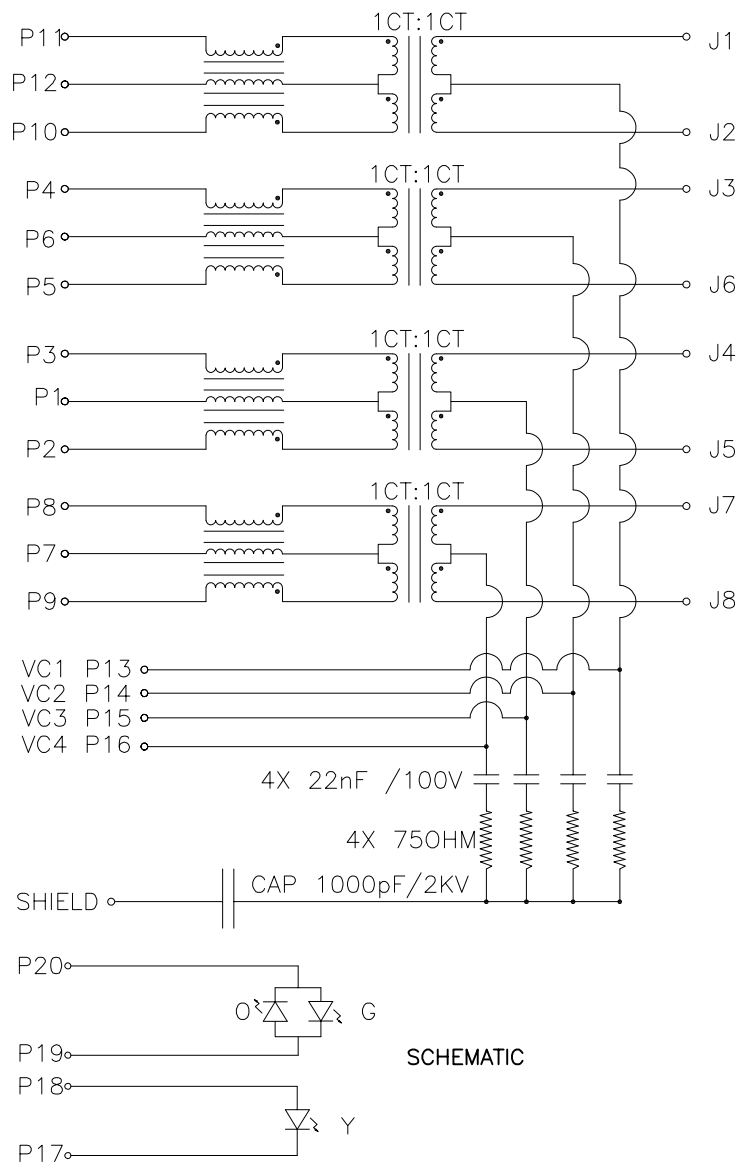 1CT:1CT
P11 J1
P12
P10 J2
1CT:1CT
P4 J3
P6
P5 J6
1CT:1CT
P3 J4
P1
P2 J5
1CT:1CT
P8 J7
P7
P9 J8
VC1 P13
VC2 P14
VC3 P15
VC4 P16
4X 22nF /100V
4X 75OHM
CAP 1000pF/2KV
SHIELD
P20
O G
P19
SCHEMATIC
P18
Y
P17